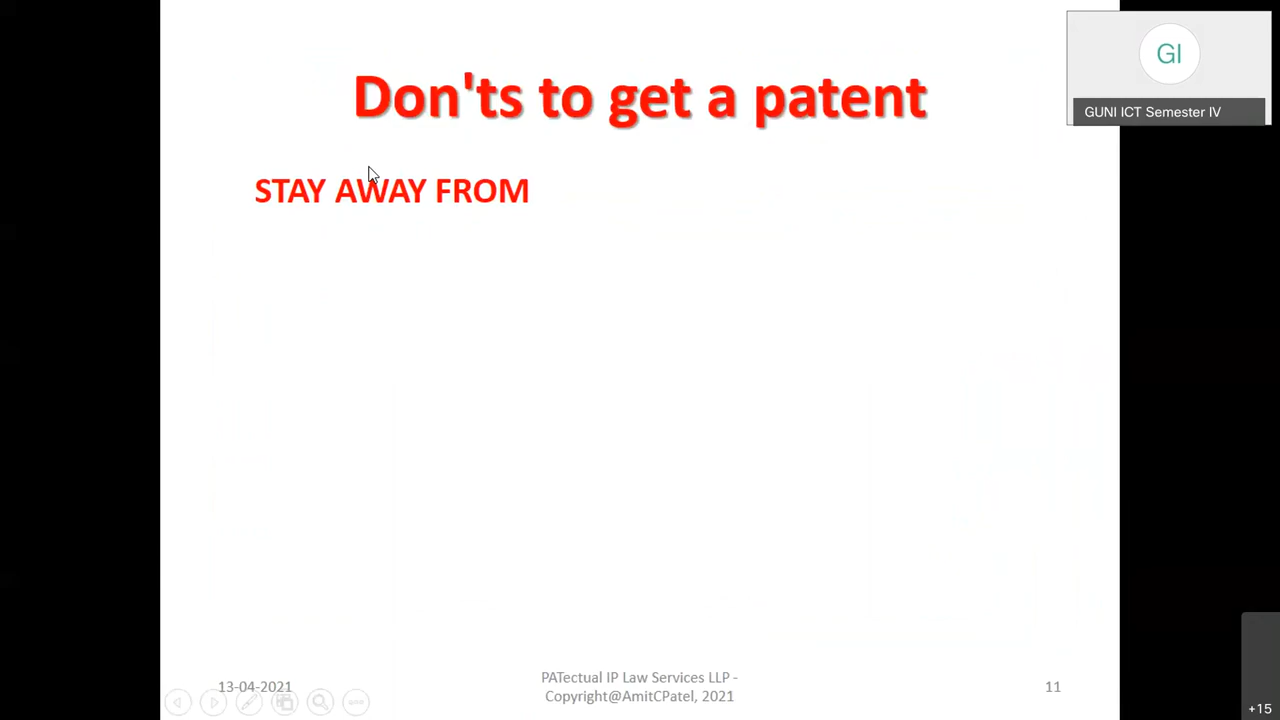 Don'ts to get a patent
GI
GUNI ICT Semester IV
STAY AWAY FROM
13-04-2021
PATectual IP Law Services LLP -
Copyright@AmitCPatel, 2021
11
+15